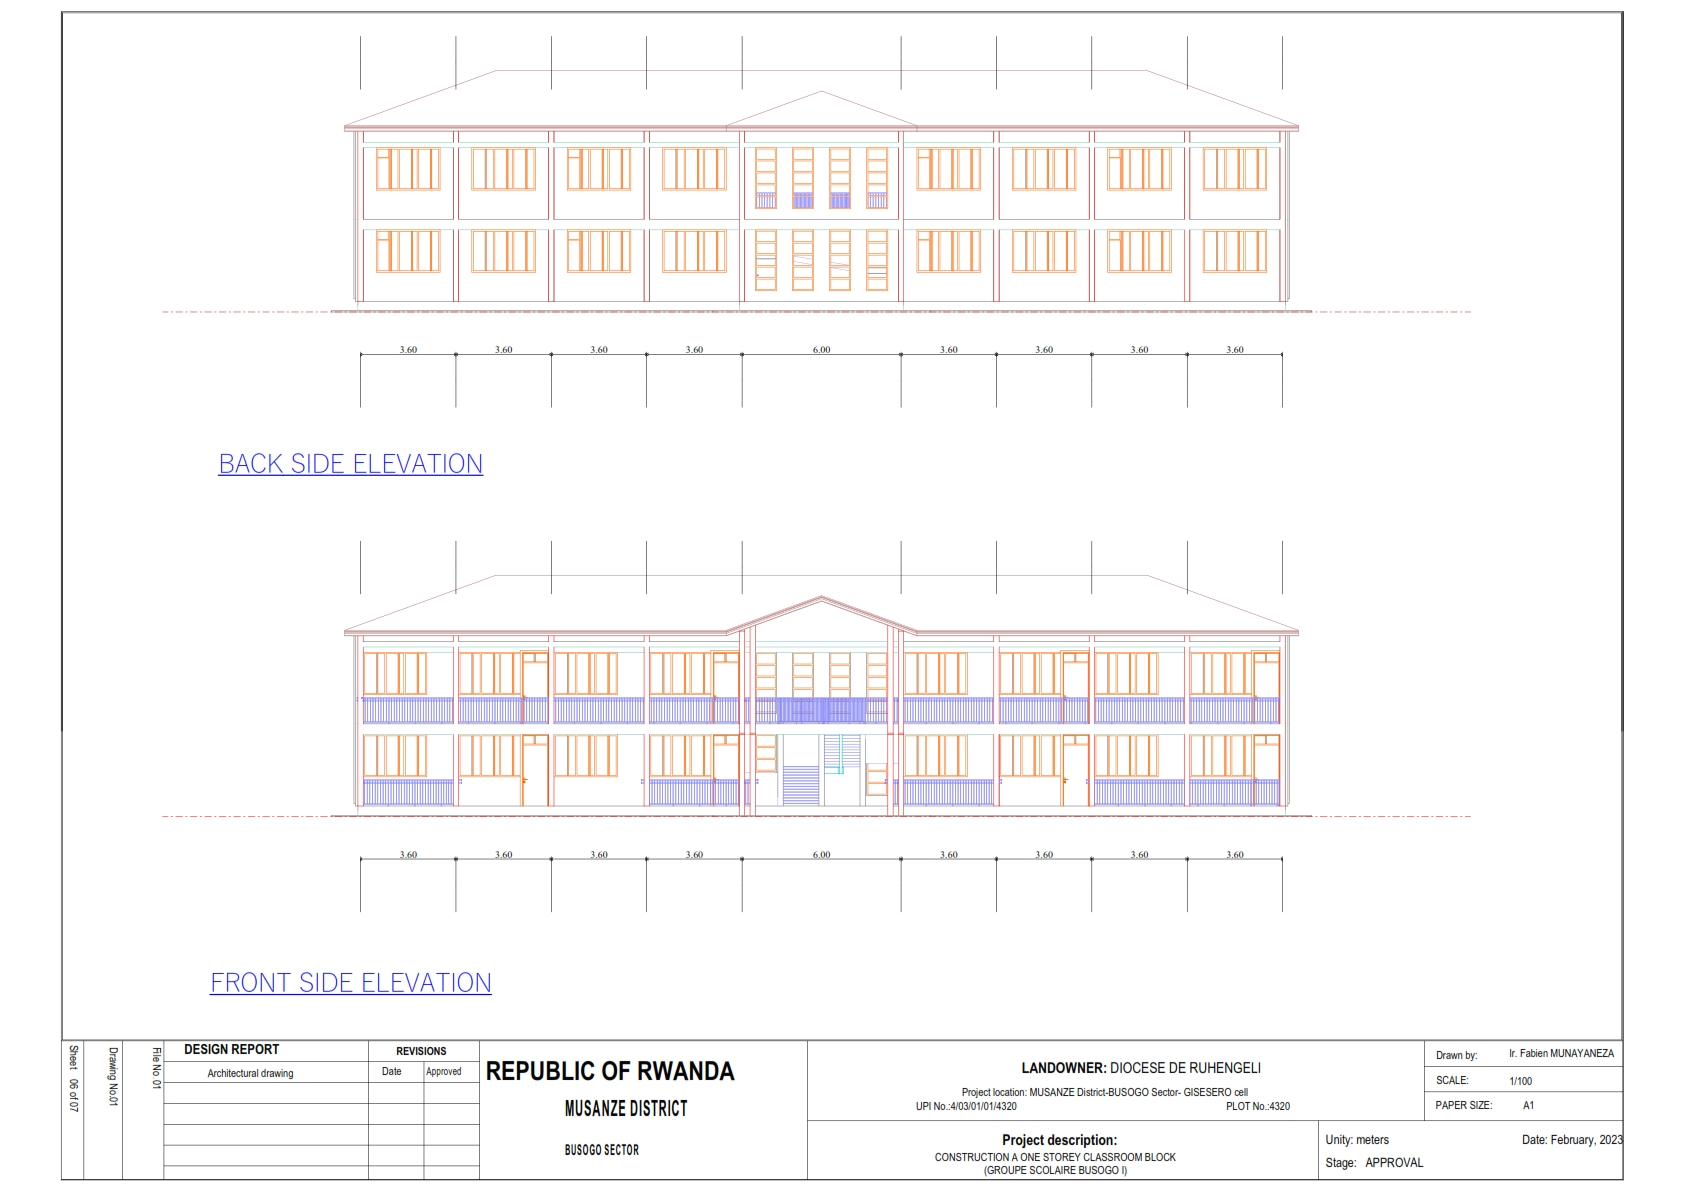 3.60 3.60 3.60 3.60 6.00 3.60 3.60 3.60 3.60
BACK SIDE ELEVATION
3.60 3.60 3.60 3.60 6.00 3.60 3.60 3.60 3.60
FRONT SIDE ELEVATION
Sheet 06 of 07
Drawing No.01
File No 01
DESIGN REPORT
Architectural drawing
REVISIONS
Date Approved
REPUBLIC OF RWANDA
MUSANZE DISTRICT
BUSOGO SECTOR
LANDOWNER: DIOCESE DE RUHENGELI
Project location: MUSANZE District-BUSOGO Sector- GISESERO cell
UPI No.:4/03/01/01/4320 PLOT No.:4320
Project description:
CONSTRUCTION A ONE STOREY CLASSROOM BLOCK
(GROUPE SCOLAIRE BUSOGO I)
Drawn by: Ir. Fabien MUNAYANEZA
SCALE: 1/100
PAPER SIZE: A1
Unity: meters Date: February, 2023
Stage: APPROVAL